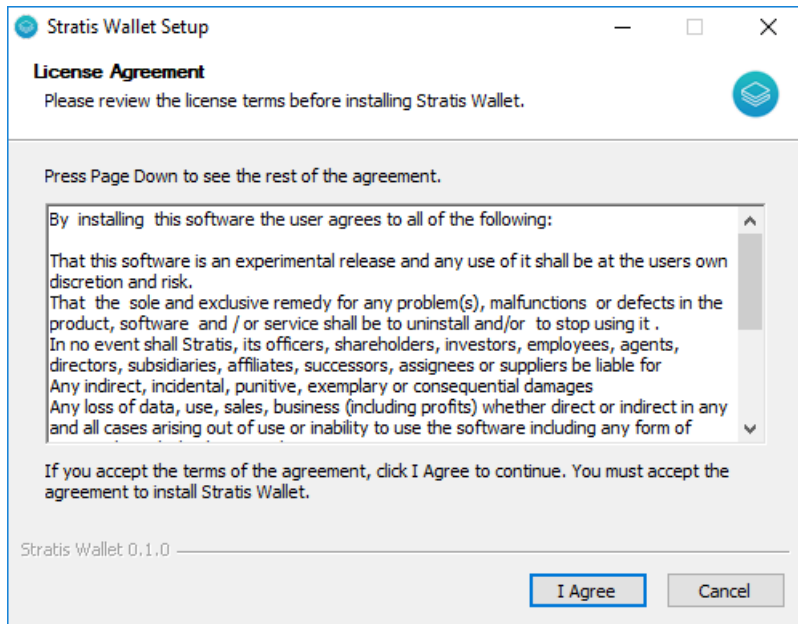 Stratis Wallet Setup
License Agreement
Please review the license terms before installing Stratis Wallet.
Press Page Down to see the rest of the agreement.
By installing this software the user agrees to all of the following:
That this software is an experimental release and any use of it shall be at the users own
discretion and risk.
That the sole and exclusive remedy for any problem(s), malfunctions or defects in the
product, software and / or service shall be to uninstall and/or to stop using it .
In no event shall Stratis, its officers, shareholders, investors, employees, agents,
directors, subsidiaries, affiliates, successors, assignees or suppliers be liable for
Any indirect, incidental, punitive, exemplary or consequential damages
Any loss of data, use, sales, business (including profits) whether direct or indirect in any
and all cases arising out of use or inability to use the software including any form of
If you accept the terms of the agreement, click I Agree to continue. You must accept the
agreement to install Stratis Wallet.
Stratis Wallet 0.1.0
I Agree
Cancel